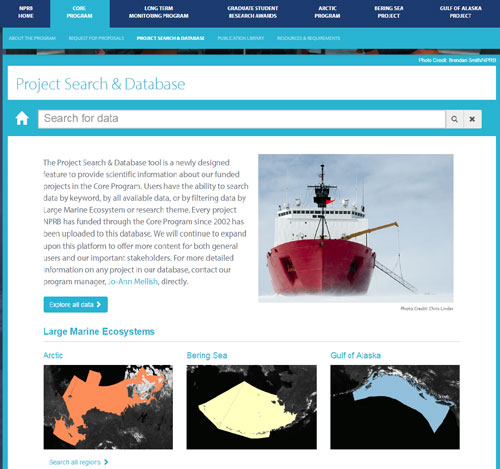 NPRB HOME
CORE PROGRAM
LONG TERM MONITORING PROGRAM
GRADUATE STUDENT RESEARCH AWARDS
ARCTIC PROGRAM
BERING SEA PROJECT
GULF OF ALASKA PROJECT
ABOUT THE PROGRAM
REQUEST FOR PROPOSALS
PROJECT SEARCH & DATABASE
PUBLICATION LIBRARY
RESOURCES & REQUIREMENTS
Photo Credit: Brendan Smith/NPRB
Project Search & Database
Search for data
The Project Search & Database tool is a newly designed
feature to provide scientific information about our funded
projects in the Core Program. Users have the ability to search
data by keyword, by all available data, or by filtering data by
Large Marine Ecosystem or research theme. Every project
NPRB has funded through the Core Program since 2002 has
been uploaded to this database. We will continue to expand
upon this platform to offer more content for both general
users and our important stakeholders. For more detailed
information on any project in our database, contact our
program manager, Jo-Ann Mellish, directly.
Photo Credit: Chris Linder
Explore all data
Large Marine Ecosystems
Arctic
Bering Sea
Gulf of Alaska
Search all regions